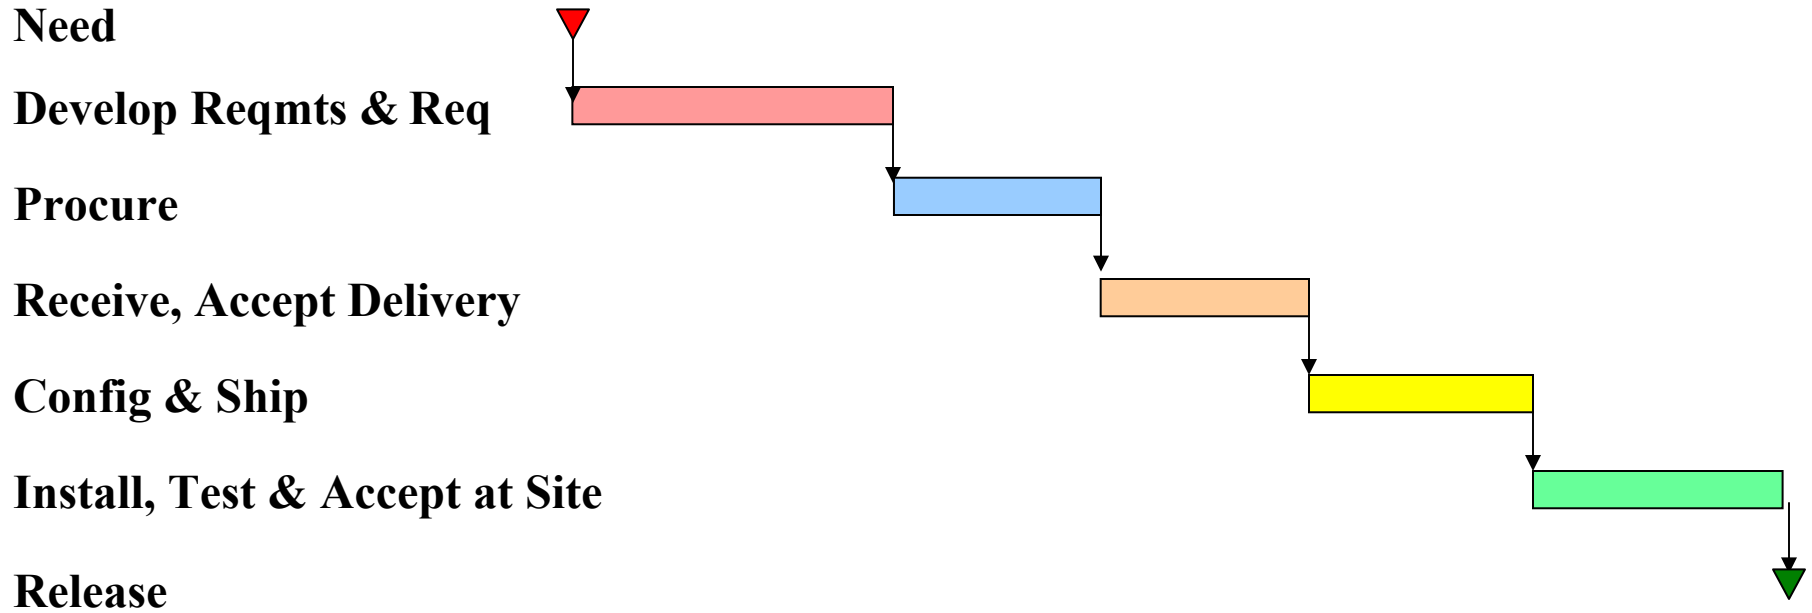 Need
Develop Reqmts & Req
Procure
Receive, Accept Delivery
Config & Ship
Install, Test & Accept at Site
Release